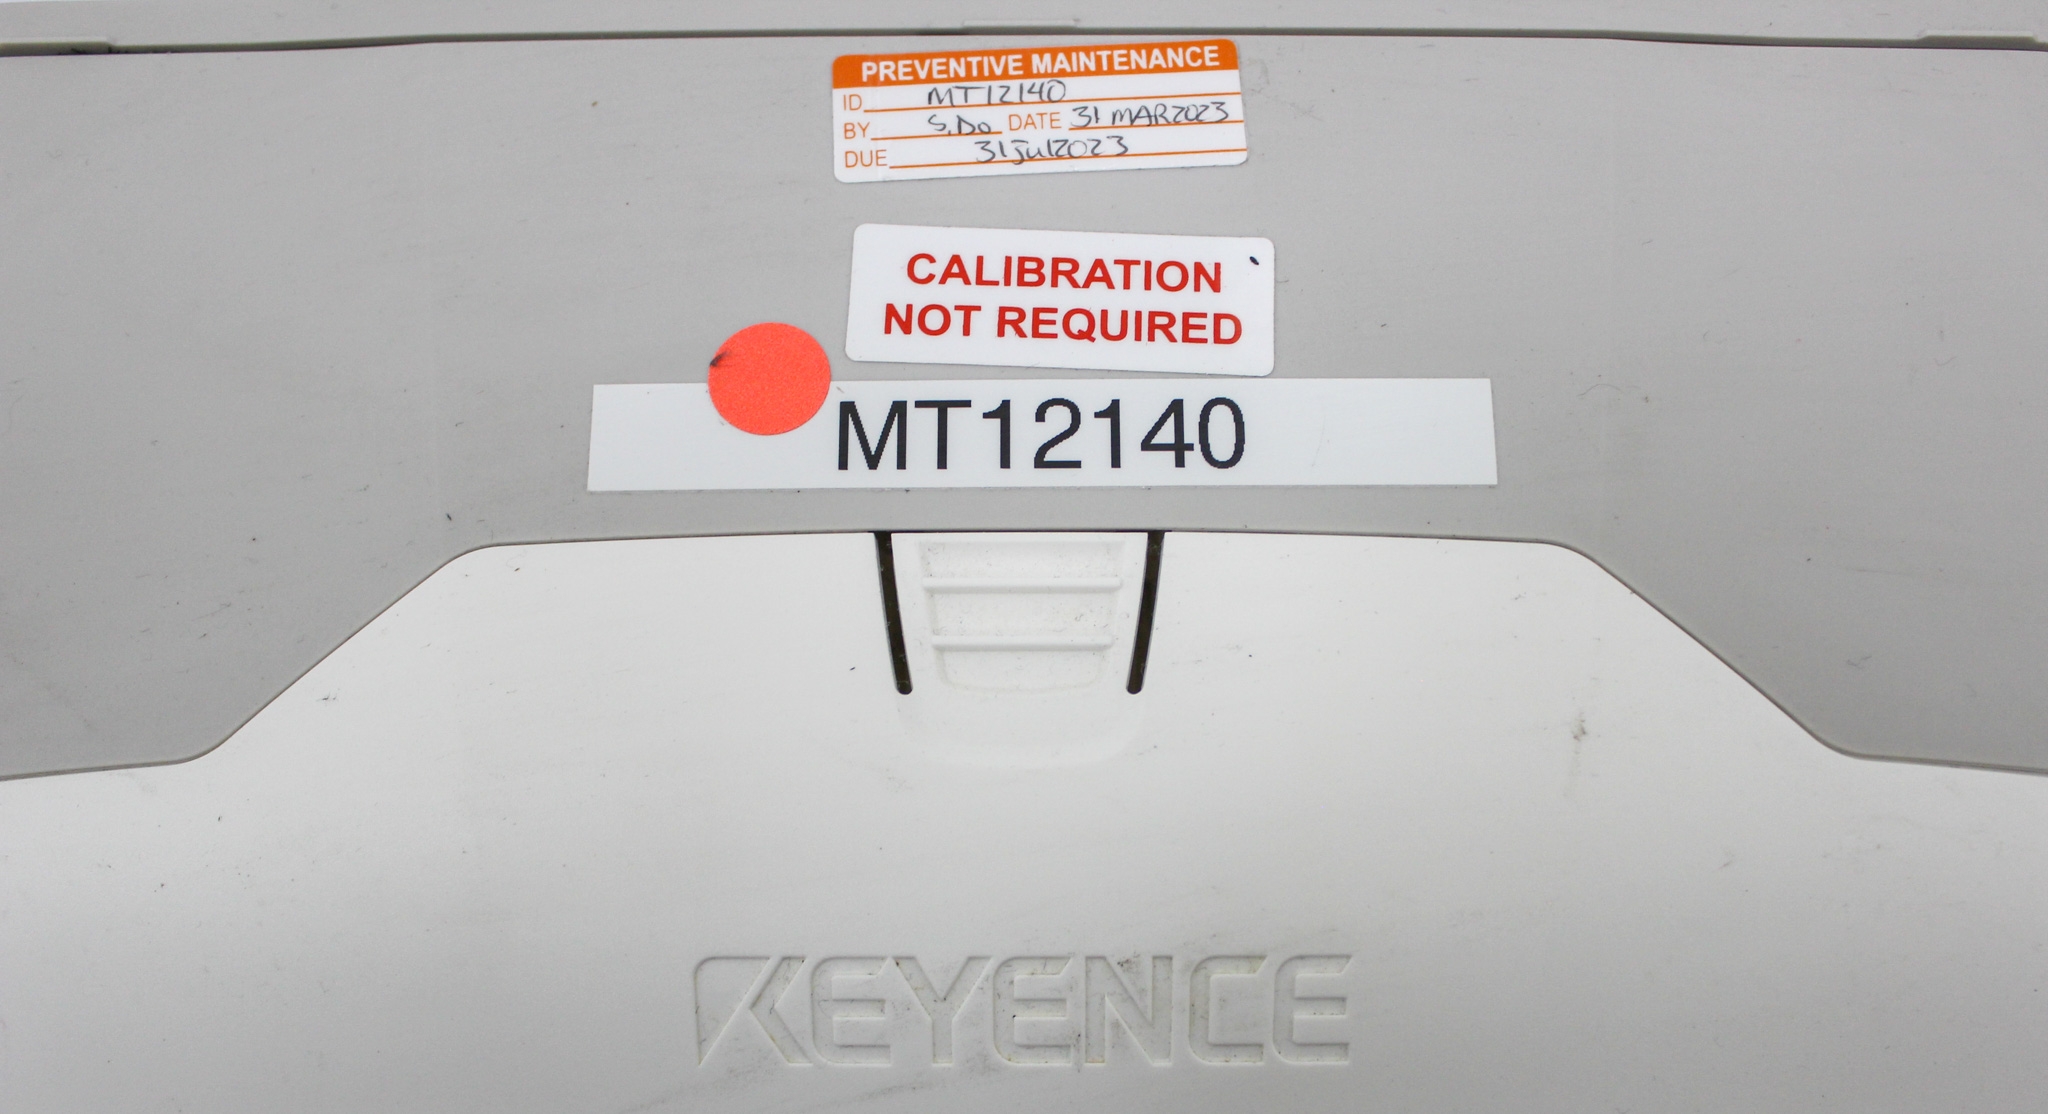 PREVENTIVE MAINTENANCE
ID MT12140
BY S.Do DATE 31 MAR2023
DUE 31Jul2023
CALIBRATION
NOT REQUIRED
MT12140
KEYENCE